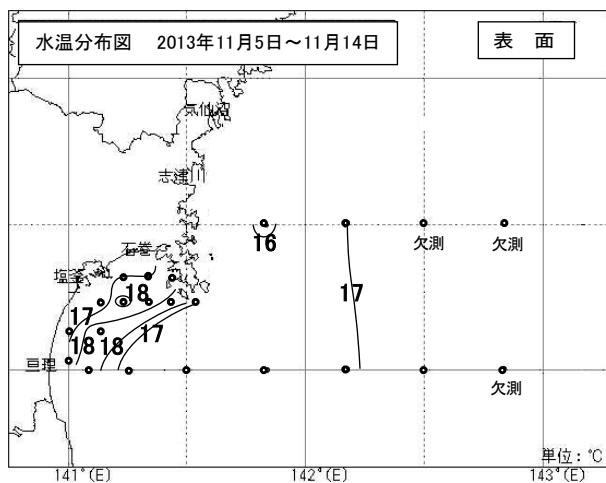 水温分布図 2013年11月5日～11月14日
表 面
気仙沼
志津川
石巻
塩釜
亘理
16
欠測
欠測
18
17
17
18
18
17
欠測
単位：℃
141°(E)
142°(E)
143°(E)